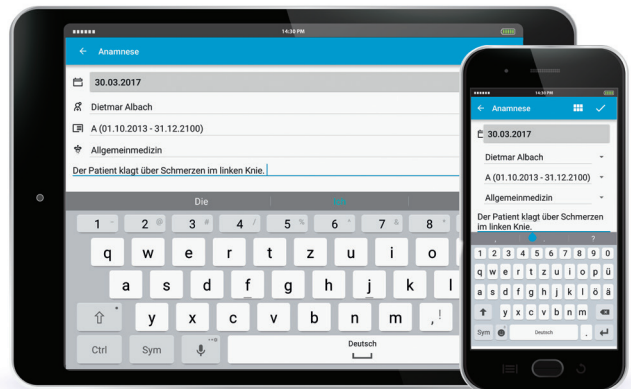 14:30 PM
← Anamnese
30.03.2017
Dietmar Albach
A (01.10.2013 - 31.12.2100)
Allgemeinmedizin
Der Patient klagt über Schmerzen im linken Knie.
Die
1 2 @ 3 # 4 / 5 % 6 7 & 8
q w e r t z u i o
a s d f g h j k l
⇧ y x c v b n m , !
Ctrl Sym Deutsch
14:30 PM
← Anamnese ✓
30.03.2017
Dietmar Albach
A (01.10.2013 - 31.12.2100)
Allgemeinmedizin
Der Patient klagt über Schmerzen
im linken Knie.
, . ?
1 2 3 4 5 6 7 8 9 0
q w e r t z u i o p ü
a s d f g h j k l ö ä
y x c v b n m
Sym Deutsch .